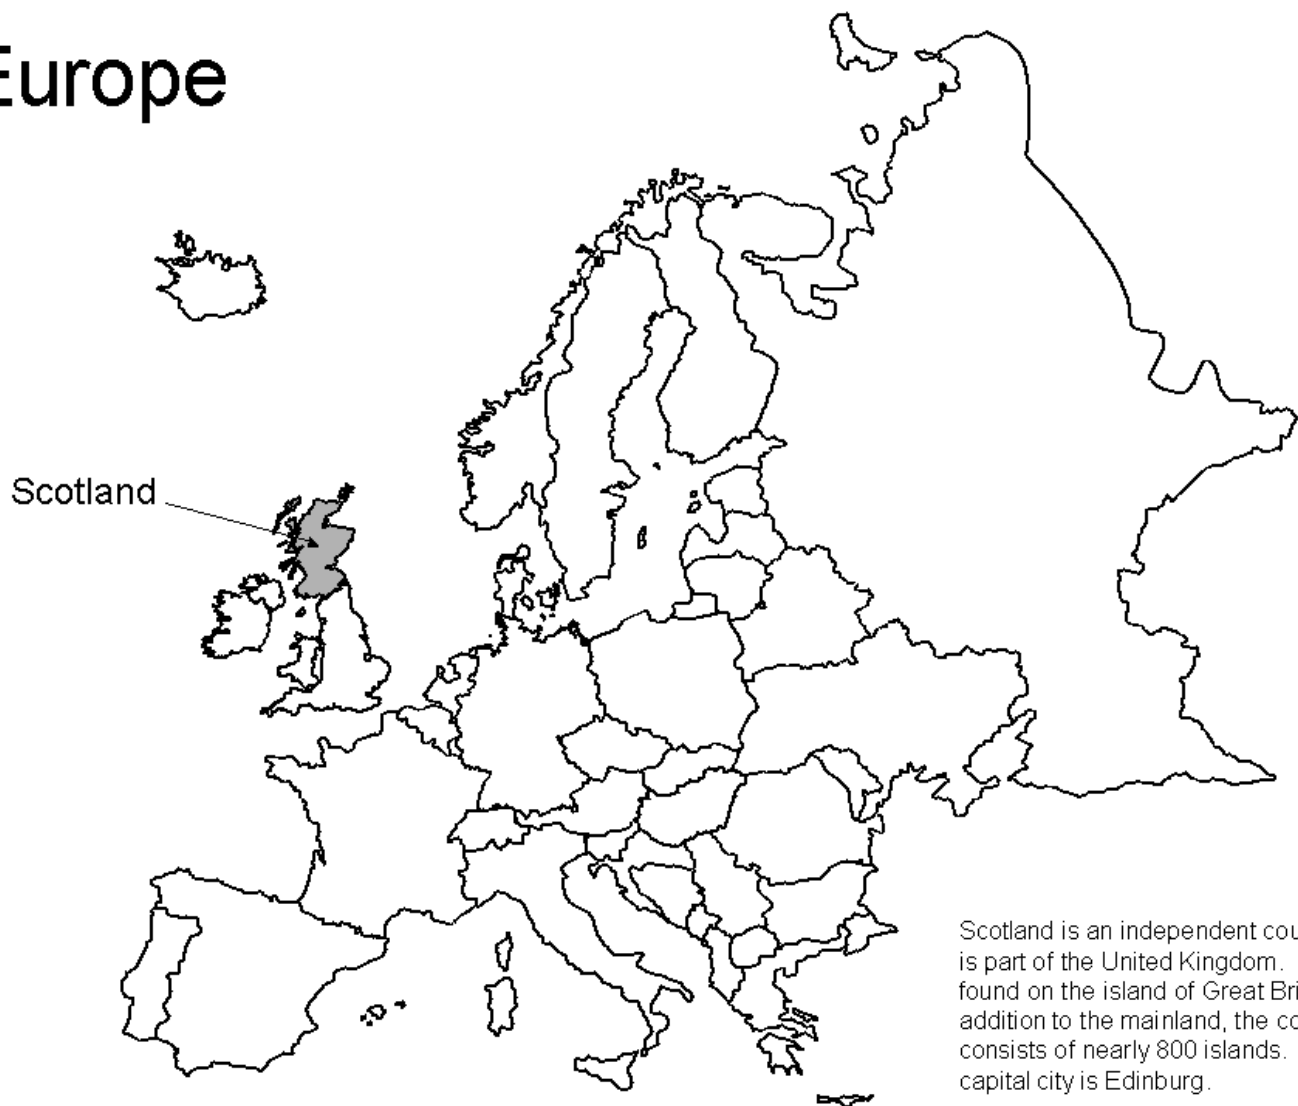 Europe
Scotland
Scotland is an independent cou
is part of the United Kingdom.
found on the island of Great Bri
addition to the mainland, the co
consists of nearly 800 islands.
capital city is Edinburg.